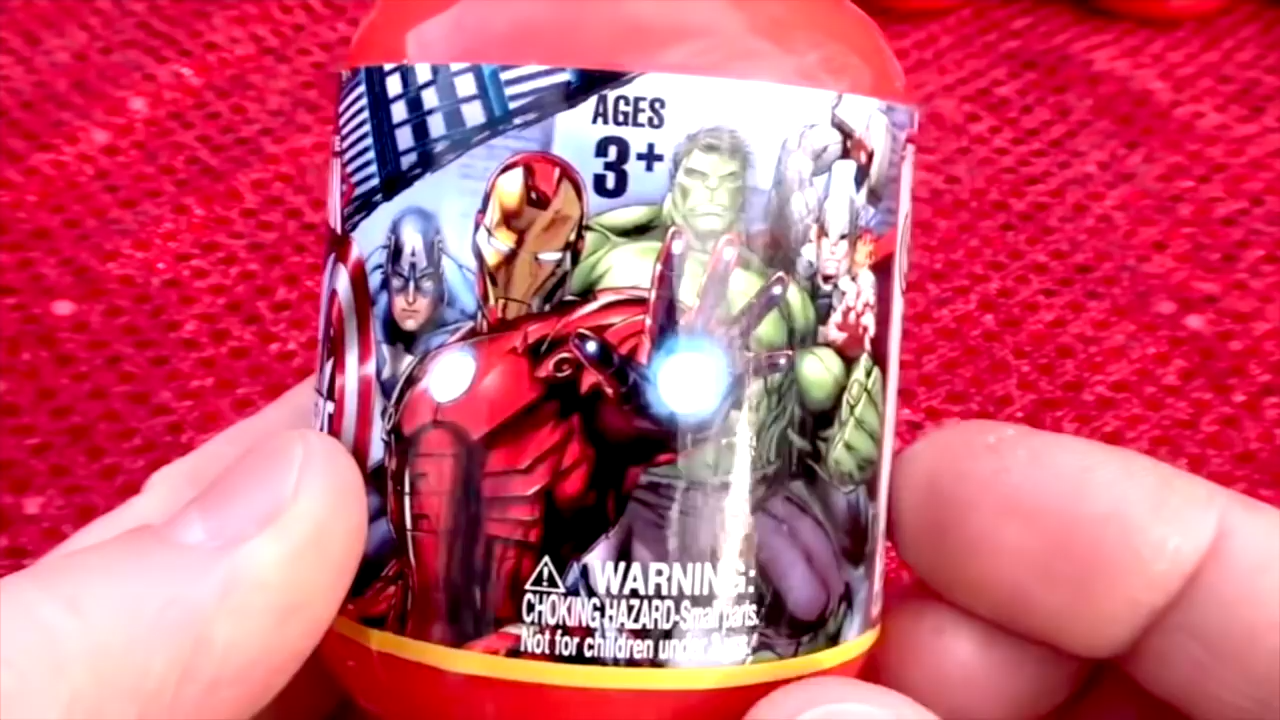 AGES
3+
WARNING:
CHOKING HAZARD-Small parts.
Not for children under